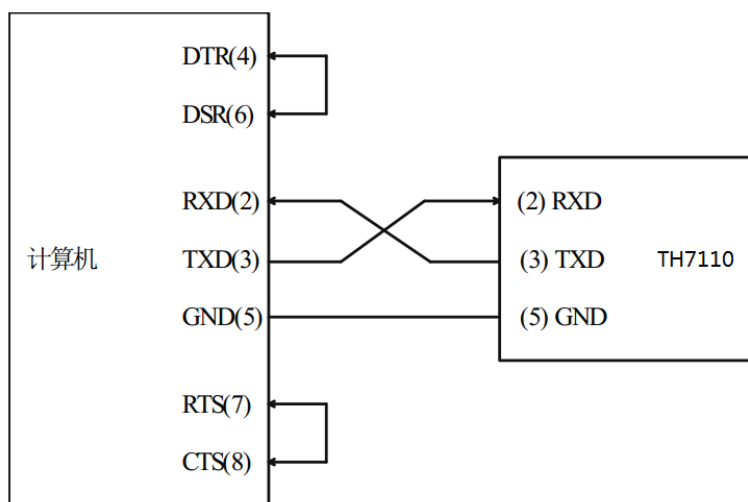 DTR(4)
DSR(6)
RXD(2)
(2) RXD
计算机
TXD(3)
(3) TXD
TH7110
GND(5)
(5) GND
RTS(7)
CTS(8)